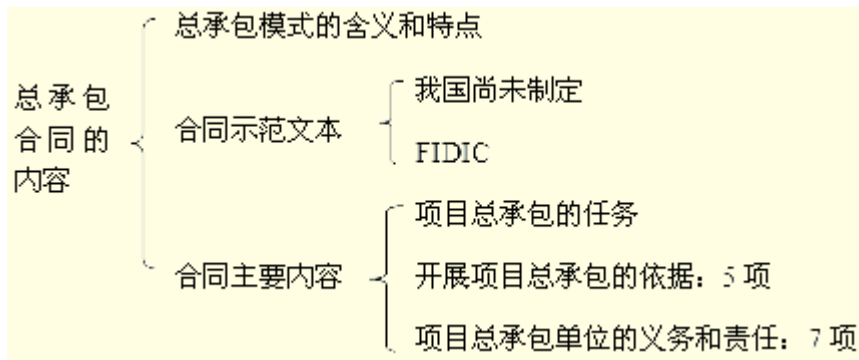 总承包模式的含义和特点
总承包
合同的
内容
合同示范文本
我国尚未制定
FIDIC
合同主要内容
项目总承包的任务
开展项目总承包的依据：5 项
项目总承包单位的义务和责任：7 项